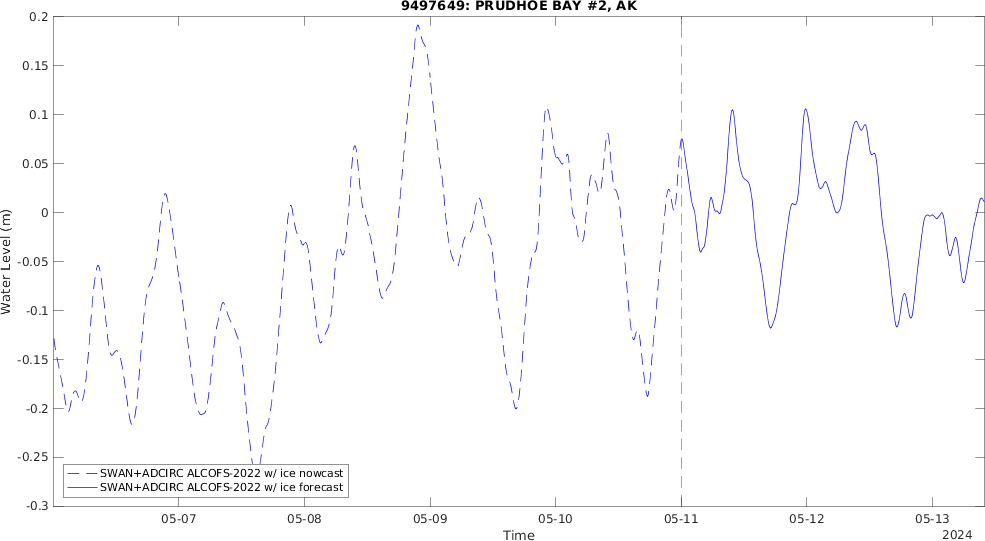 9497649: PRUDHOE BAY #2, AK
0.2
0.15
0.1
0.05
0
-0.05
-0.1
-0.15
-0.2
-0.25
-0.3
Water Level (m)
SWAN+ADCIRC ALCOFS-2022 w/ ice nowcast
SWAN+ADCIRC ALCOFS-2022 w/ ice forecast
05-07 05-08 05-09 05-10 05-11 05-12 05-13
Time
2024